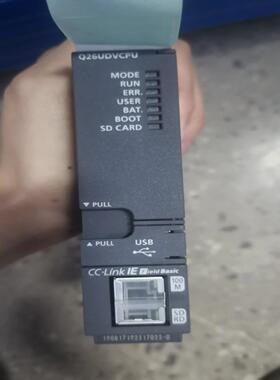 Q26UDVCPU
MODE
RUN
ERR.
USER
BAT.
BOOT
SD CARD
▼ PULL
▲ PULL
USB
CC-Link IE Field Basic
100
M
SD
RD